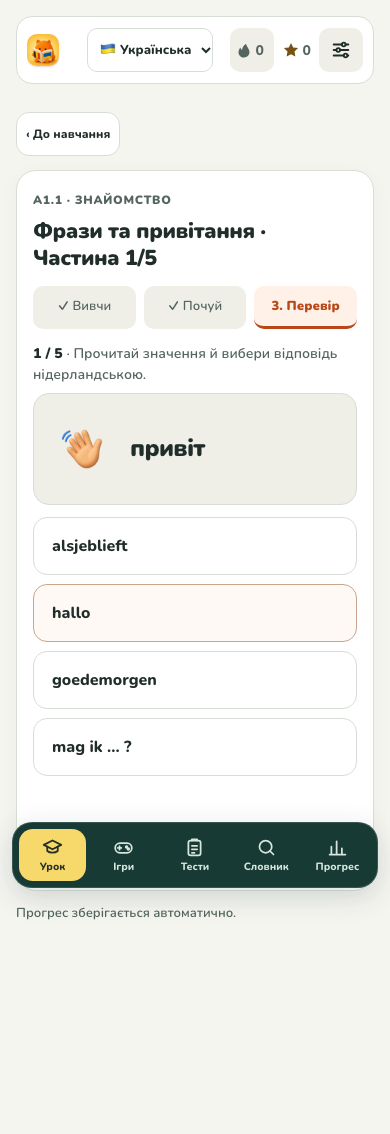 Українська
0
0
‹ До навчання
A1.1 · ЗНАЙОМСТВО
Фрази та привітання ·
Частина 1/5
✓ Вивчи
✓ Почуй
3. Перевір
1 / 5 · Прочитай значення й вибери відповідь
нідерландською.
привіт
alsjeblieft
hallo
goedemorgen
mag ik ... ?
Урок
Ігри
Тести
Словник
Прогрес
Прогрес зберігається автоматично.